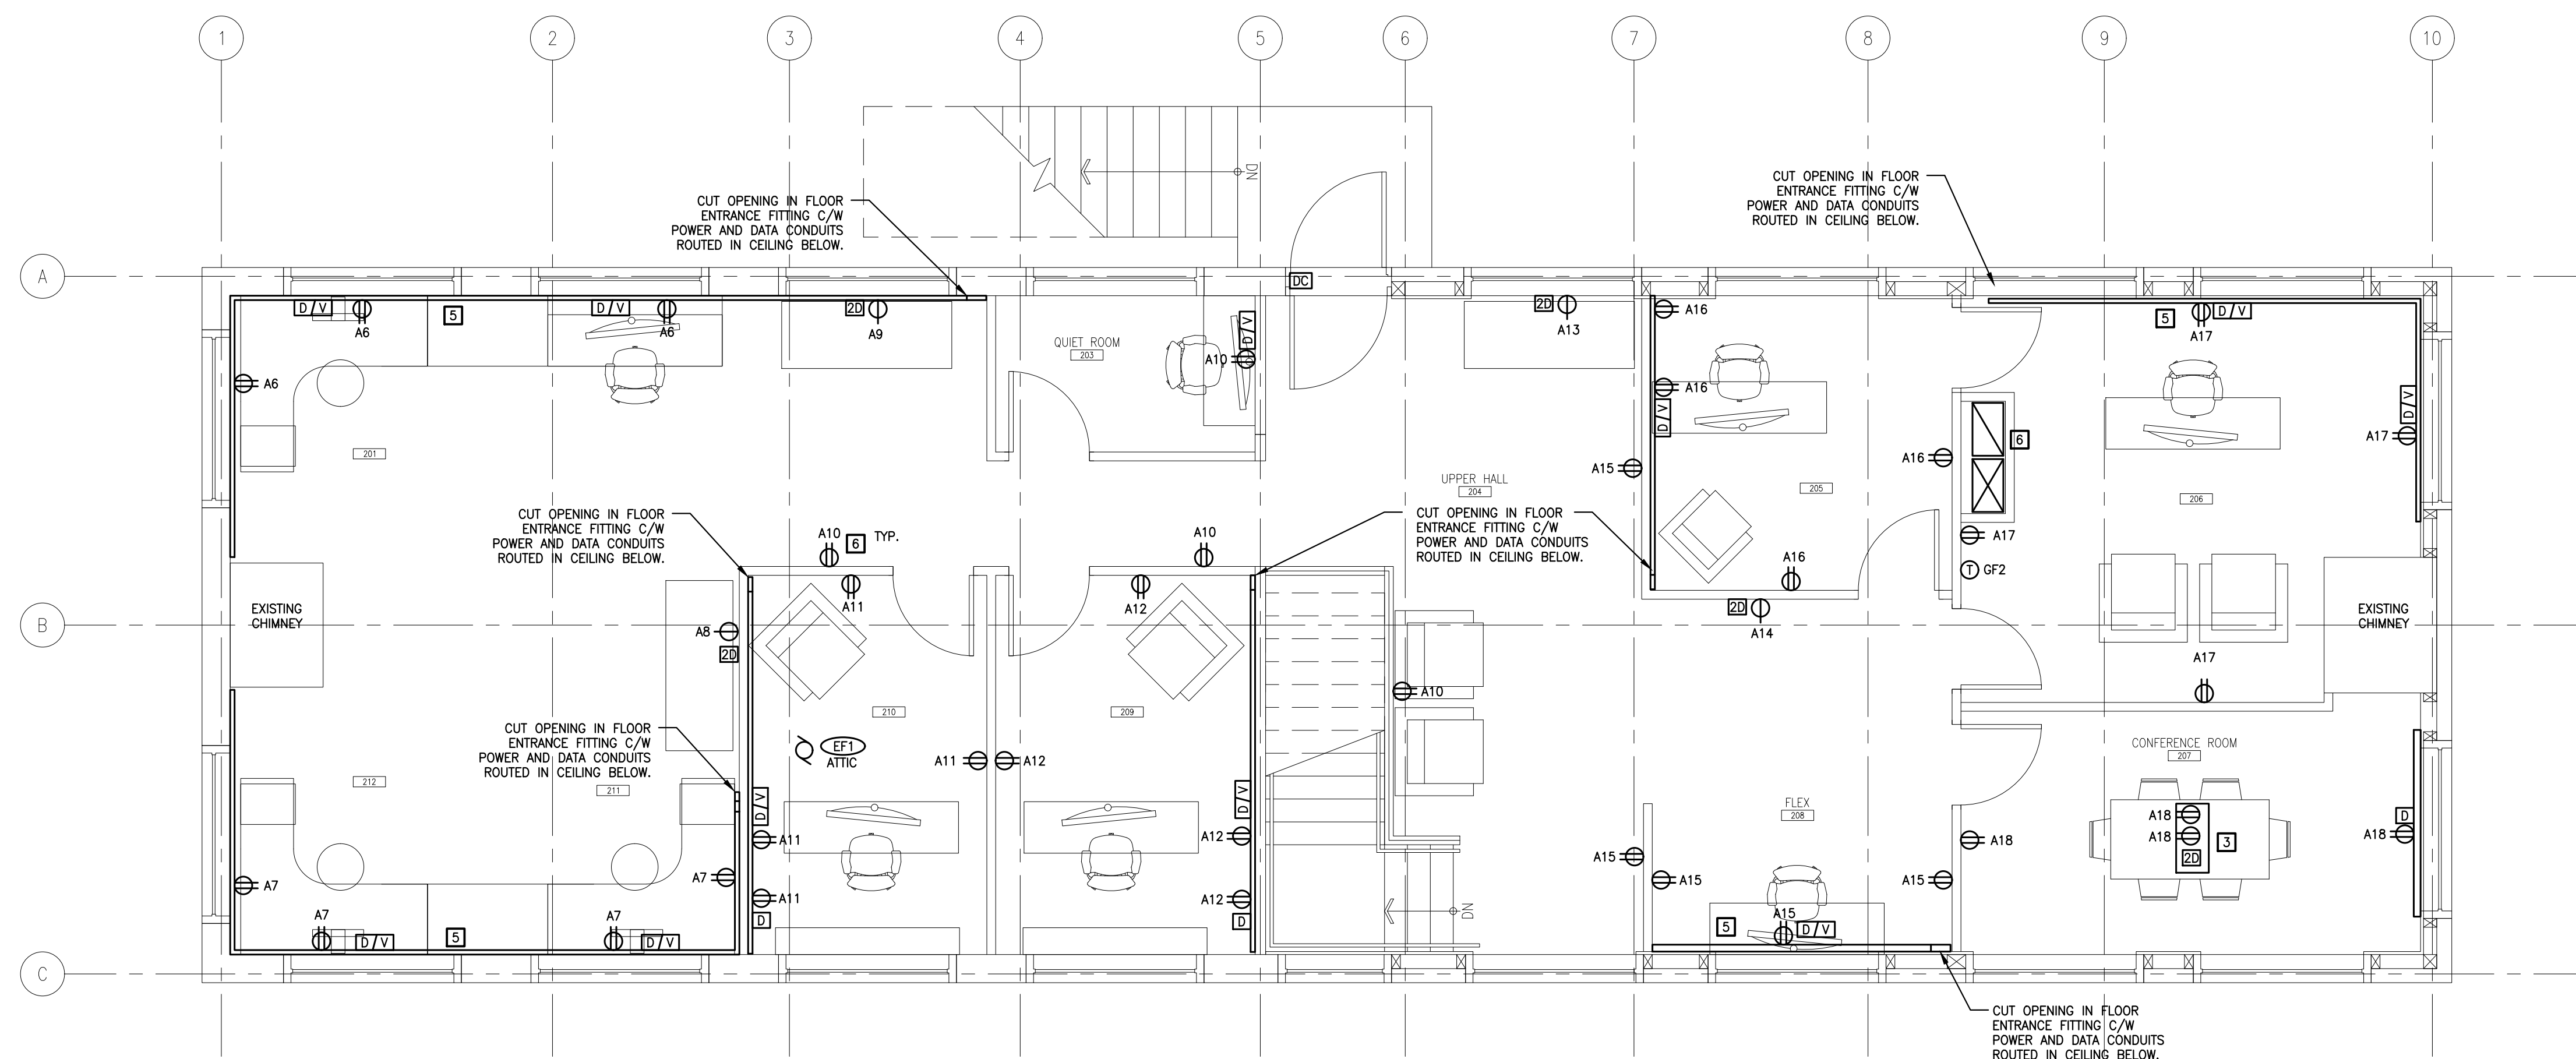 1
2
3
4
5
6
7
8
9
10
A
B
C
DN
CUT OPENING IN FLOOR
ENTRANCE FITTING C/W
POWER AND DATA CONDUITS
ROUTED IN CEILING BELOW.
CUT OPENING IN FLOOR
ENTRANCE FITTING C/W
POWER AND DATA CONDUITS
ROUTED IN CEILING BELOW.
DC
D/V
A6
5
D/V
A6
2D
A9
A6
201
QUIET ROOM
203
D/V
A10
2D
A13
A16
A16
D/V
A15
UPPER HALL
204
A16
205
A16
6
5
A17
D/V
D/V
A17
206
A17
T
GF2
CUT OPENING IN FLOOR
ENTRANCE FITTING C/W
POWER AND DATA CONDUITS
ROUTED IN CEILING BELOW.
A10
6
TYP.
A10
CUT OPENING IN FLOOR
ENTRANCE FITTING C/W
POWER AND DATA CONDUITS
ROUTED IN CEILING BELOW.
EXISTING
CHIMNEY
A8
2D
A11
A12
2D
A14
EXISTING
CHIMNEY
A17
A10
CUT OPENING IN FLOOR
ENTRANCE FITTING C/W
POWER AND DATA CONDUITS
ROUTED IN CEILING BELOW.
210
209
EF1
ATTIC
A11
A12
212
211
D/V
A11
A11
D
D/V
A12
A12
D
A7
A7
A7
D/V
5
A7
D/V
DN
FLEX
208
A15
A15
A15
5
A15
D/V
CONFERENCE ROOM
207
A18
A18
A18
2D
3
D
A18
CUT OPENING IN FLOOR
ENTRANCE FITTING C/W
POWER AND DATA CONDUITS
ROUTED IN CEILING BELOW.